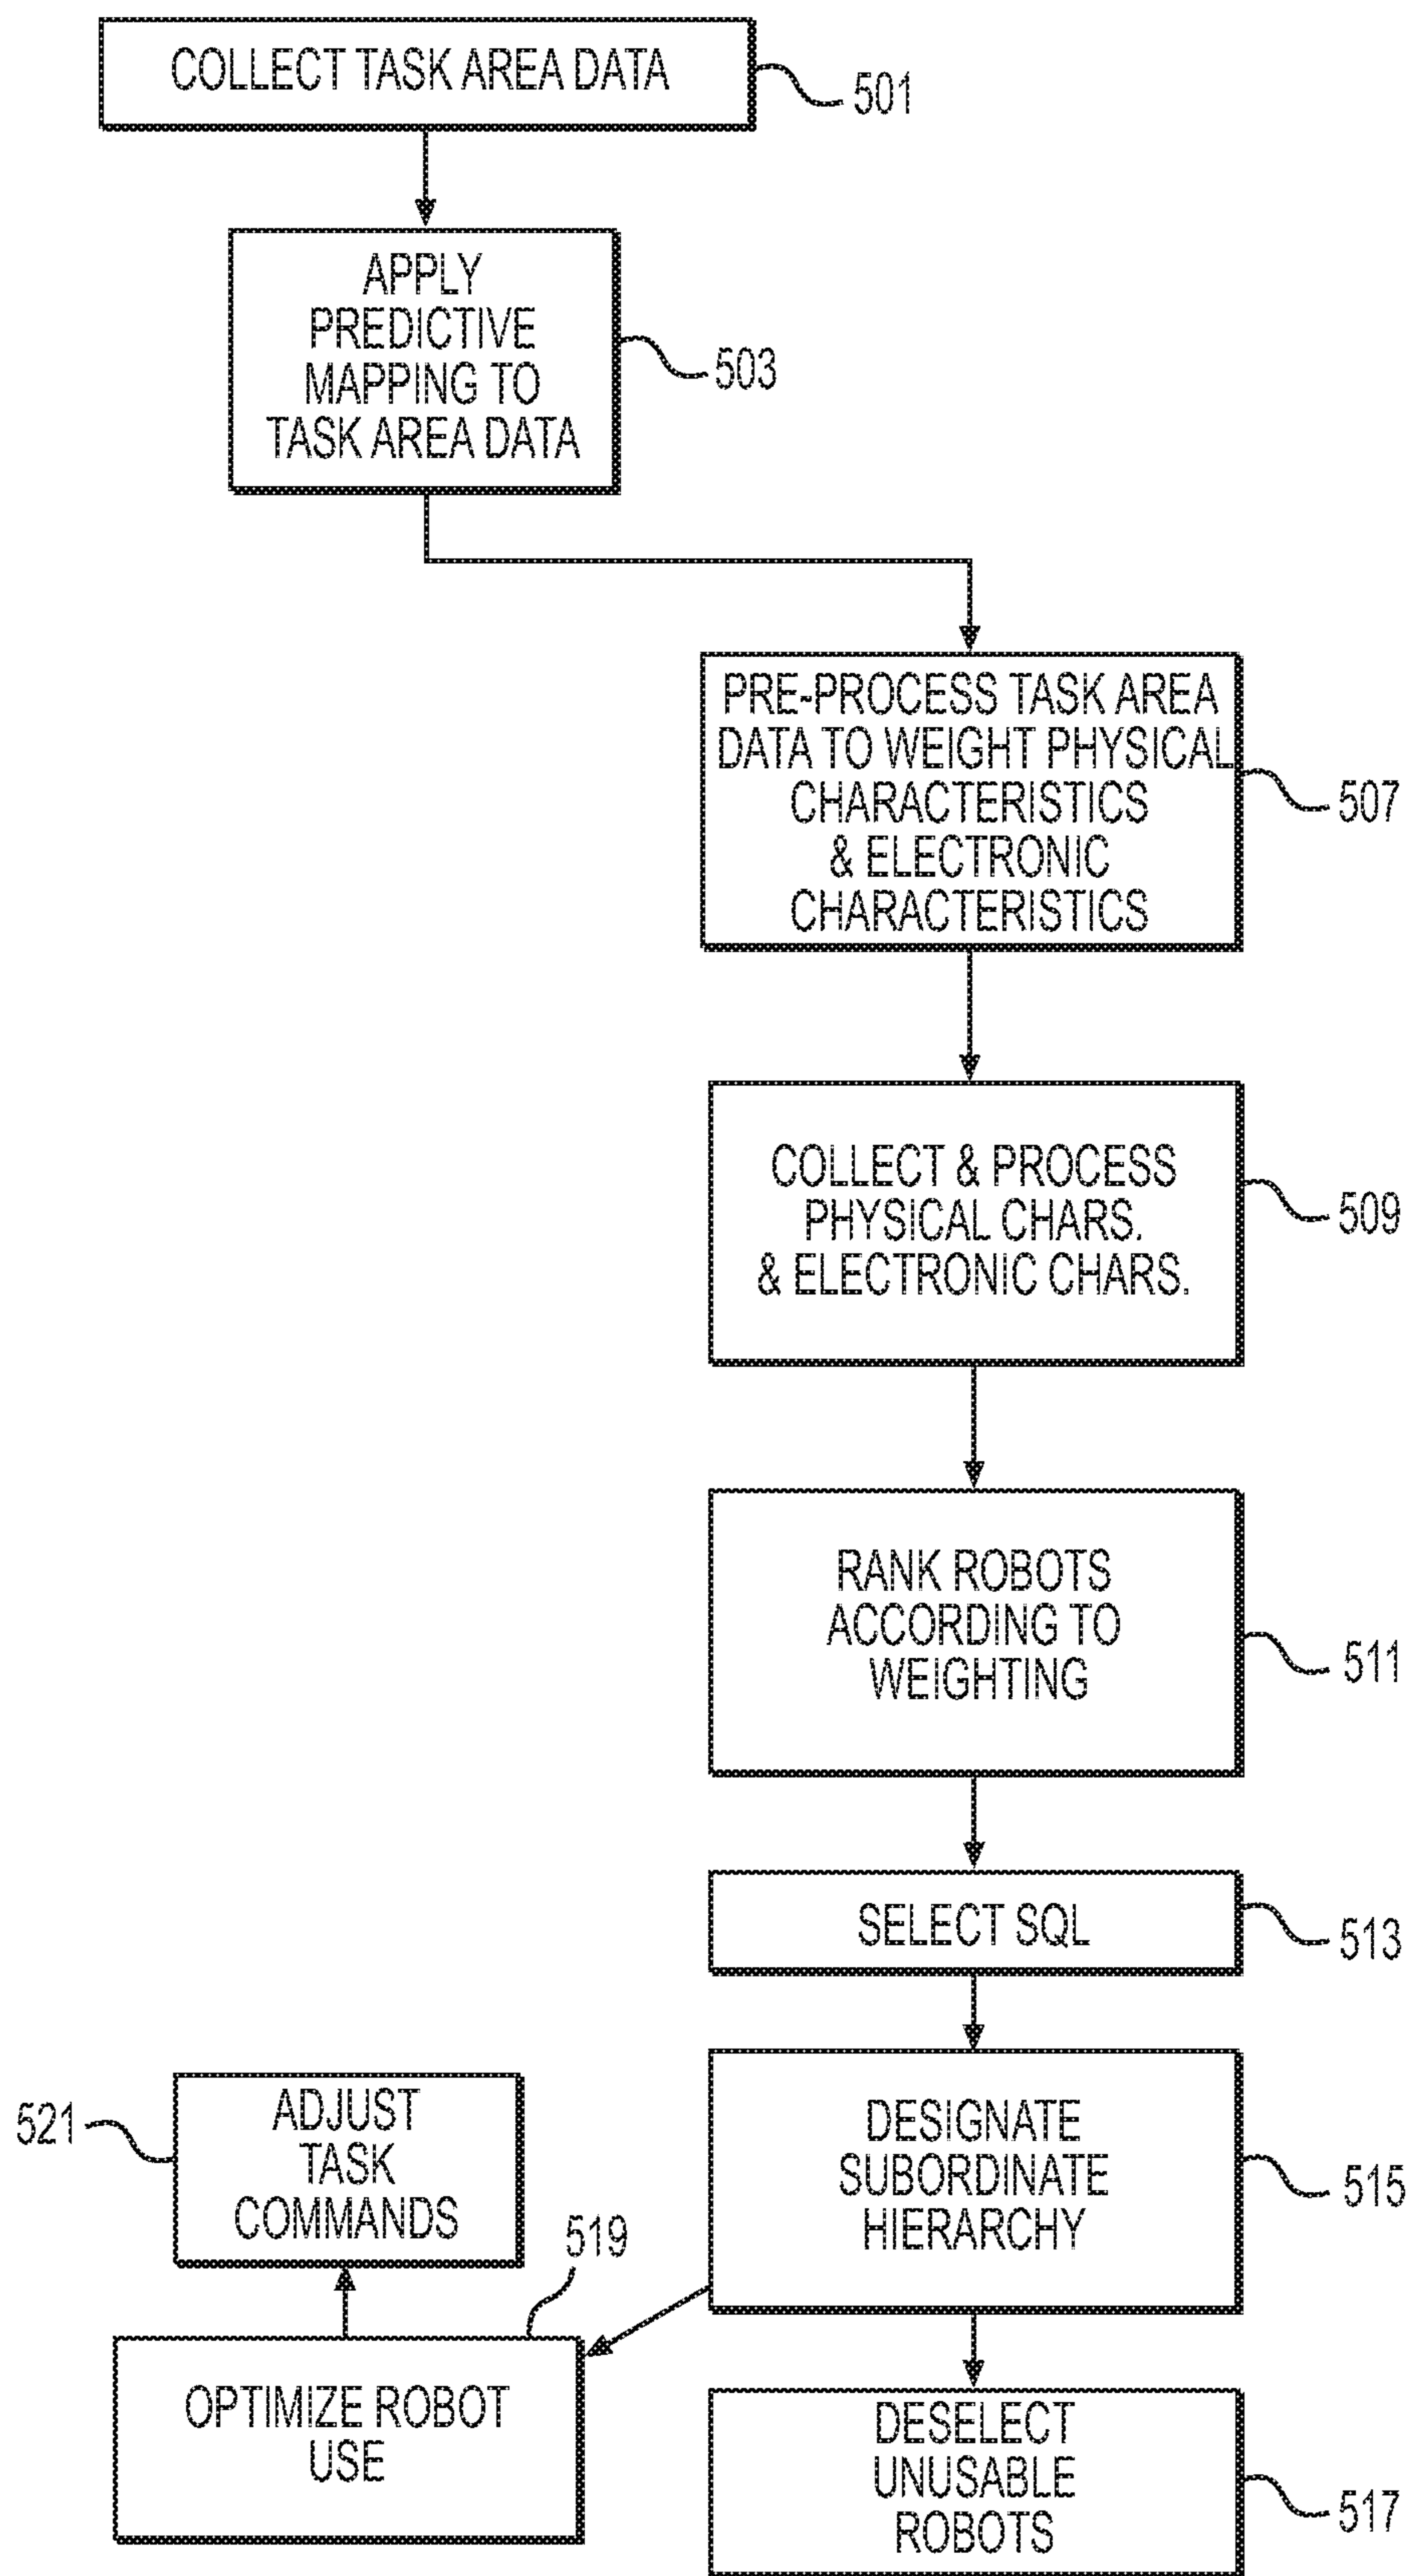 COLLECT TASK AREA DATA
501
APPLY
PREDICTIVE
MAPPING TO
TASK AREA DATA
503
PRE-PROCESS TASK AREA
DATA TO WEIGHT PHYSICAL
CHARACTERISTICS
& ELECTRONIC
CHARACTERISTICS
507
COLLECT & PROCESS
PHYSICAL CHARS.
& ELECTRONIC CHARS.
509
RANK ROBOTS
ACCORDING TO
WEIGHTING
511
SELECT SQL
513
DESIGNATE
SUBORDINATE
HIERARCHY
515
ADJUST
TASK
COMMANDS
521
519
OPTIMIZE ROBOT
USE
DESELECT
UNUSABLE
ROBOTS
517